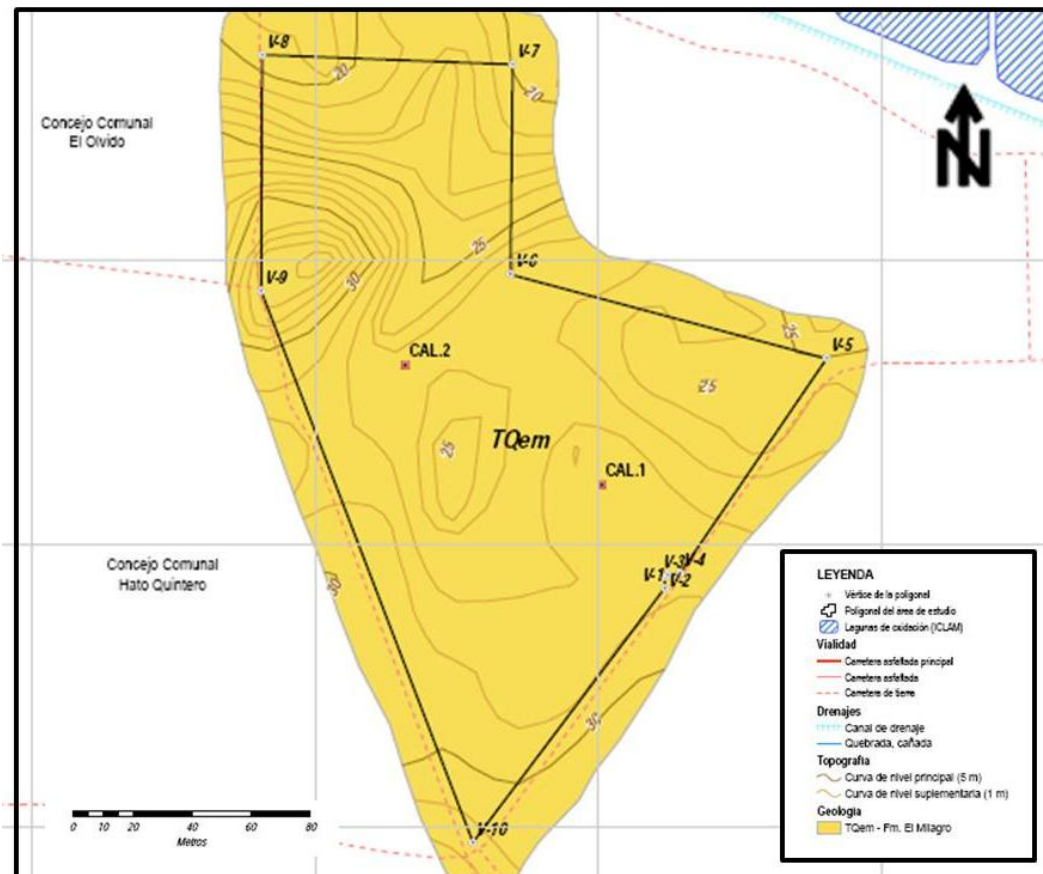 V-8
V-7
20
20
Concejo Comunal
El Olvido
N
25
V-6
V-9
30
25
V-5
CAL.2
25
TQem
25
CAL.1
V-3
V-4
V-1
V-2
Concejo Comunal
Hato Quintero
30
30
V-10
0 10 20 40 60 80
Metros
LEYENDA
Vértice de la poligonal
Poligonal del área de estudio
Lagunas de oxidación (ICLAM)
Vialidad
Carretera asfaltada principal
Carretera asfaltada
Carretera de tierra
Drenajes
Canal de drenaje
Quebrada, cañada
Topografía
Curva de nivel principal (5 m)
Curva de nivel suplementaria (1 m)
Geología
TQem - Fm. El Milagro